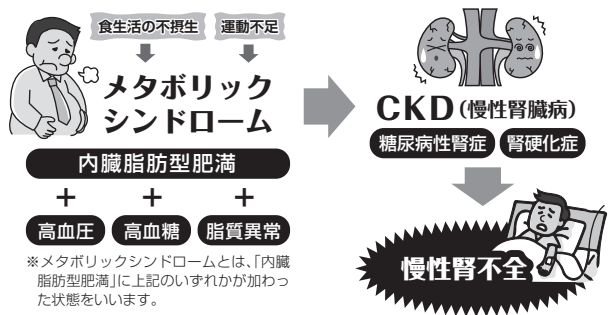 食生活の不摂生 運動不足
メタボリック
シンドローム
内臓脂肪型肥満
+ + +
高血圧 高血糖 脂質異常
※メタボリックシンドロームとは、「内臓
脂肪型肥満」に上記のいずれかが加わっ
た状態をいいます。
CKD(慢性腎臓病)
糖尿病性腎症 腎硬化症
慢性腎不全